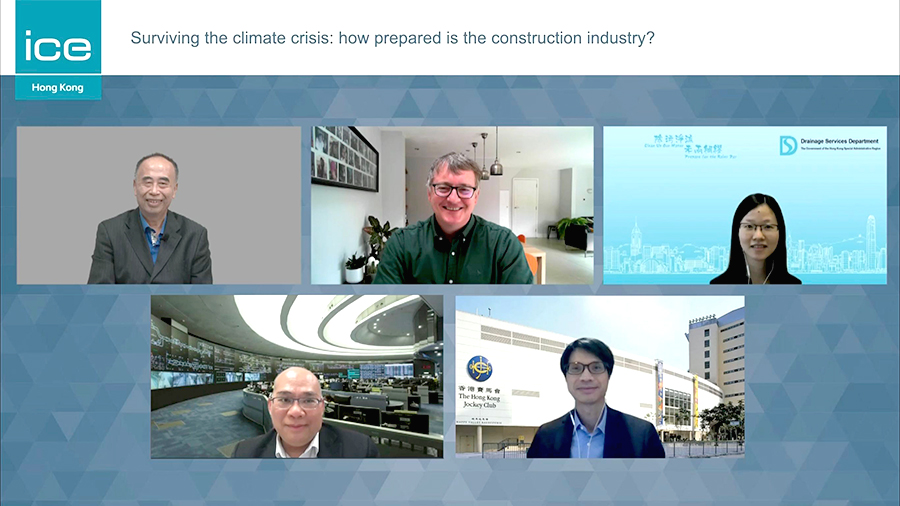 ice
Hong Kong
Surviving the climate crisis: how prepared is the construction industry?
Drainage Services Department
The Government of the Hong Kong Special Administrative Region
香港賽馬會
The Hong Kong
Jockey Club